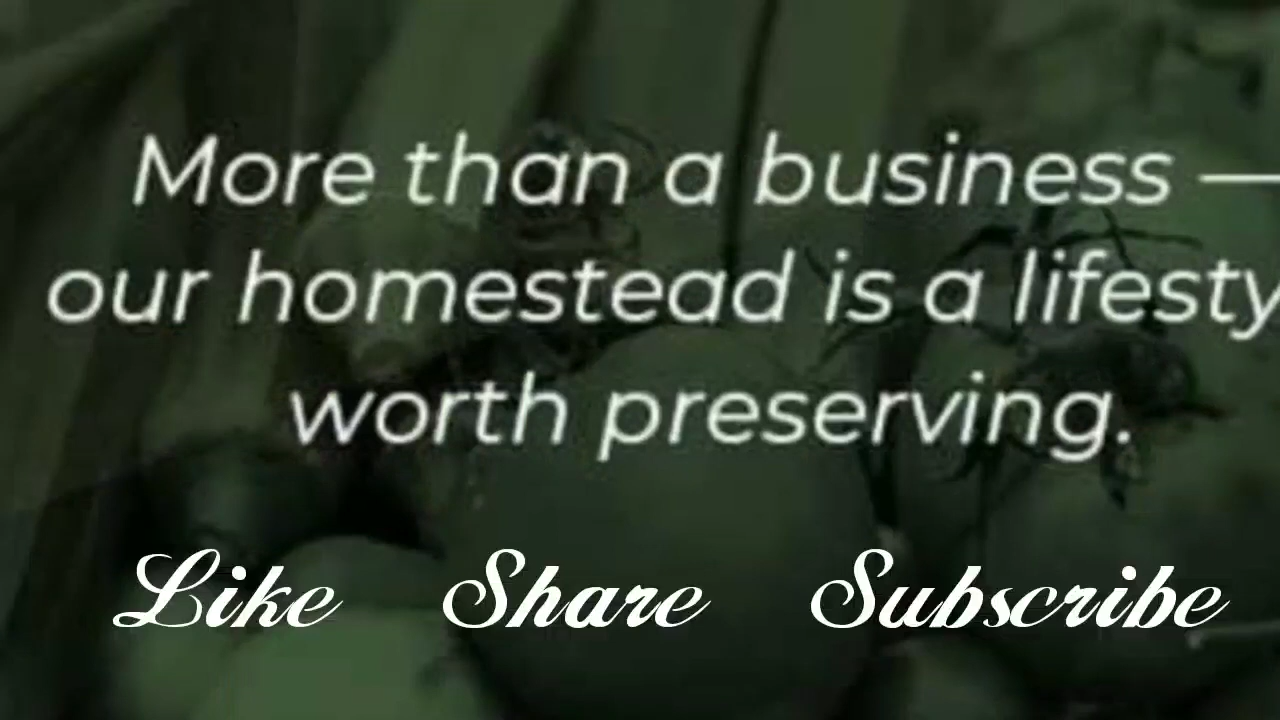 More than a business —
our homestead is a lifesty
worth preserving.
Like Share Subscribe